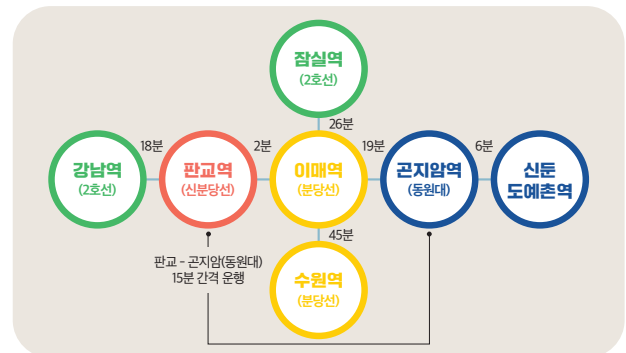 잠실역
(2호선)
26분
18분
2분
19분
6분
강남역
(2호선)
판교역
(신분당선)
이매역
(분당선)
곤지암역
(동원대)
신둔
도예촌역
45분
판교 - 곤지암(동원대)
15분 간격 운행
수원역
(분당선)